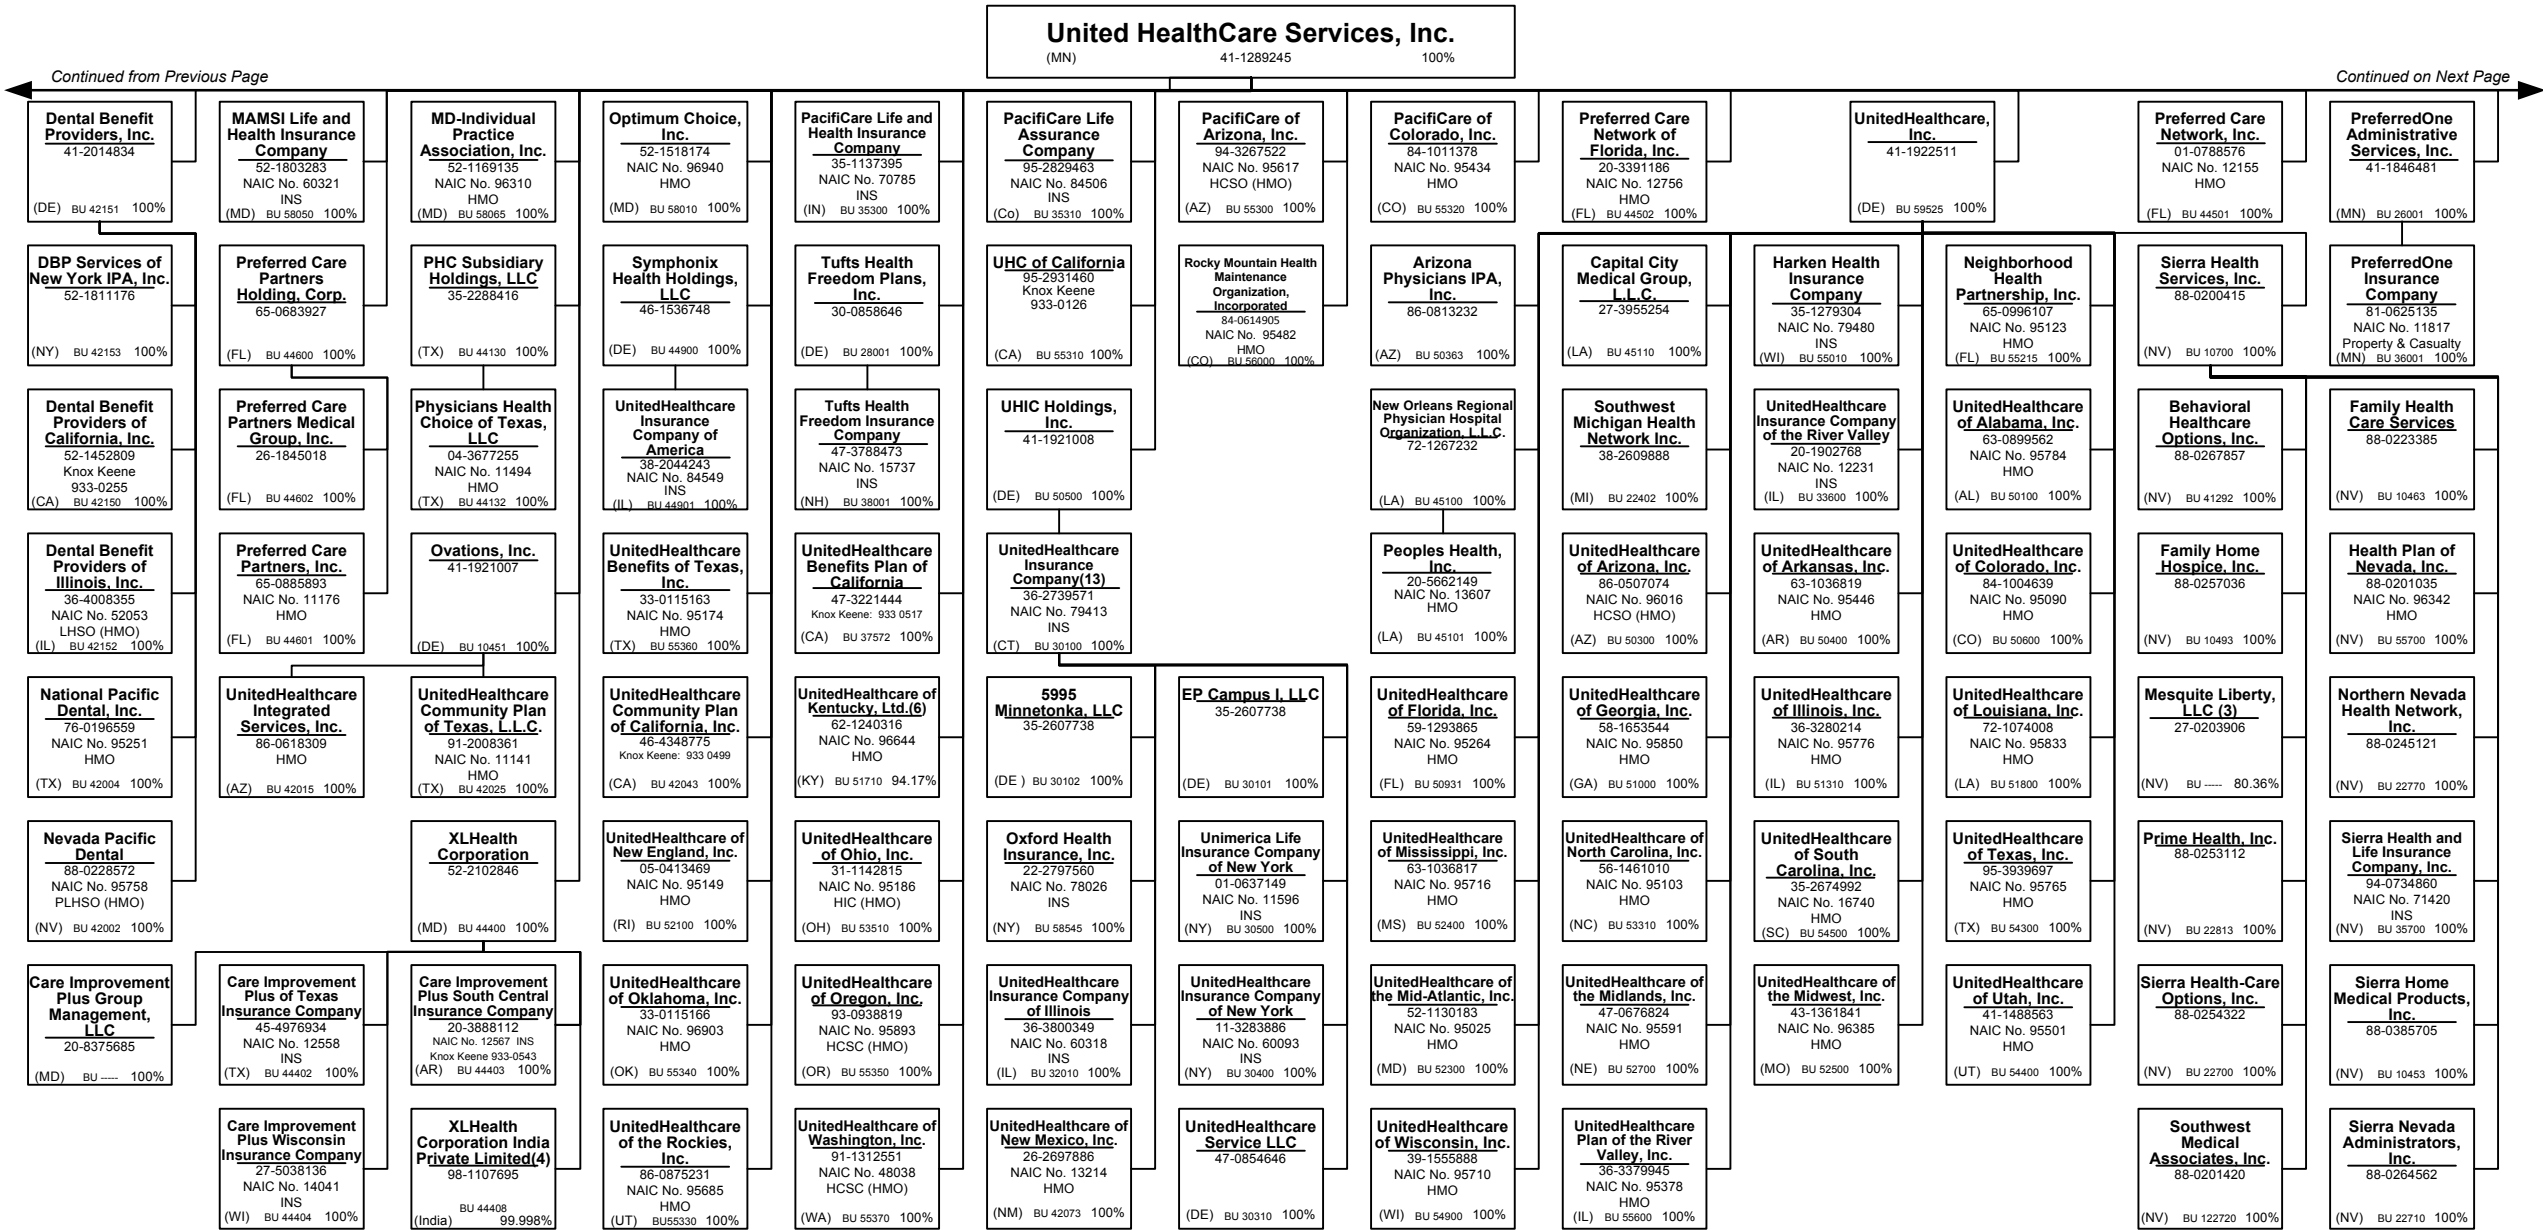 United HealthCare Services, Inc.
(MN) 41-1289245 100%
Continued from Previous Page
Continued on Next Page
Dental Benefit
Providers, Inc.
41-2014834
(DE) BU 42151 100%
MAMSI Life and
Health Insurance
Company
52-1803283
NAIC No. 60321
INS
(MD) BU 58050 100%
MD-Individual
Practice
Association, Inc.
52-1169135
NAIC No. 96310
HMO
(MD) BU 58065 100%
Optimum Choice,
Inc.
52-1518174
NAIC No. 96940
HMO
(MD) BU 58010 100%
PacifiCare Life and
Health Insurance
Company
35-1137395
NAIC No. 70785
INS
(IN) BU 35300 100%
PacifiCare Life
Assurance
Company
95-2829463
NAIC No. 84506
INS
(Co) BU 35310 100%
PacifiCare of
Arizona, Inc.
94-3267522
NAIC No. 95617
HCSO (HMO)
(AZ) BU 55300 100%
PacifiCare of
Colorado, Inc.
84-1011378
NAIC No. 95434
HMO
(CO) BU 55320 100%
Preferred Care
Network of
Florida, Inc.
20-3391186
NAIC No. 12756
HMO
(FL) BU 44502 100%
UnitedHealthcare,
Inc.
41-1922511
(DE) BU 59525 100%
Preferred Care
Network, Inc.
01-0788576
NAIC No. 12155
HMO
(FL) BU 44501 100%
PreferredOne
Administrative
Services, Inc.
41-1846481
(MN) BU 26001 100%
DBP Services of
New York IPA, Inc.
52-1811176
(NY) BU 42153 100%
Preferred Care
Partners
Holding, Corp.
65-0683927
(FL) BU 44600 100%
PHC Subsidiary
Holdings, LLC
35-2288416
(TX) BU 44130 100%
Symphonix
Health Holdings,
LLC
46-1536748
(DE) BU 44900 100%
Tufts Health
Freedom Plans,
Inc.
30-0858646
(DE) BU 28001 100%
UHC of California
95-2931460
Knox Keene
933-0126
(CA) BU 55310 100%
Rocky Mountain Health
Maintenance
Organization,
Incorporated
84-0614905
NAIC No. 95482
HMO
(CO) BU 56000 100%
Arizona
Physicians IPA,
Inc.
86-0813232
(AZ) BU 50363 100%
Capital City
Medical Group,
L.L.C.
27-3955254
(LA) BU 45110 100%
Harken Health
Insurance
Company
35-1279304
NAIC No. 79480
INS
(WI) BU 55010 100%
Neighborhood
Health
Partnership, Inc.
65-0996107
NAIC No. 95123
HMO
(FL) BU 55215 100%
Sierra Health
Services, Inc.
88-0200415
(NV) BU 10700 100%
PreferredOne
Insurance
Company
81-0625135
NAIC No. 11817
Property & Casualty
(MN) BU 36001 100%
Dental Benefit
Providers of
California, Inc.
52-1452809
Knox Keene
933-0255
(CA) BU 42150 100%
Preferred Care
Partners Medical
Group, Inc.
26-1845018
(FL) BU 44602 100%
Physicians Health
Choice of Texas,
LLC
04-3677255
NAIC No. 11494
HMO
(TX) BU 44132 100%
UnitedHealthcare
Insurance
Company of
America
38-2044243
NAIC No. 84549
INS
(IL) BU 44901 100%
Tufts Health
Freedom Insurance
Company
47-3788473
NAIC No. 15737
INS
(NH) BU 38001 100%
UHIC Holdings,
Inc.
41-1921008
(DE) BU 50500 100%
New Orleans Regional
Physician Hospital
Organization, L.L.C.
72-1267232
(LA) BU 45100 100%
Southwest
Michigan Health
Network Inc.
38-2609888
(MI) BU 22402 100%
UnitedHealthcare
Insurance Company
of the River Valley
20-1902768
NAIC No. 12231
INS
(IL) BU 33600 100%
UnitedHealthcare
of Alabama, Inc.
63-0899562
NAIC No. 95784
HMO
(AL) BU 50100 100%
Behavioral
Healthcare
Options, Inc.
88-0267857
(NV) BU 41292 100%
Family Health
Care Services
88-0223385
(NV) BU 10463 100%
Dental Benefit
Providers of
Illinois, Inc.
36-4008355
NAIC No. 52053
LHSO (HMO)
(IL) BU 42152 100%
Preferred Care
Partners, Inc.
65-0885893
NAIC No. 11176
HMO
(FL) BU 44601 100%
Ovations, Inc.
41-1921007
(DE) BU 10451 100%
UnitedHealthcare
Benefits of Texas,
Inc.
33-0115163
NAIC No. 95174
HMO
(TX) BU 55360 100%
UnitedHealthcare
Benefits Plan of
California
47-3221444
Knox Keene: 933 0517
(CA) BU 37572 100%
UnitedHealthcare
Insurance
Company(13)
36-2739571
NAIC No. 79413
INS
(CT) BU 30100 100%
Peoples Health,
Inc.
20-5662149
NAIC No. 13607
HMO
(LA) BU 45101 100%
UnitedHealthcare
of Arizona, Inc.
86-0507074
NAIC No. 96016
HCSO (HMO)
(AZ) BU 50300 100%
UnitedHealthcare
of Arkansas, Inc.
63-1036819
NAIC No. 95446
HMO
(AR) BU 50400 100%
UnitedHealthcare
of Colorado, Inc.
84-1004639
NAIC No. 95090
HMO
(CO) BU 50600 100%
Family Home
Hospice, Inc.
88-0257036
(NV) BU 10493 100%
Health Plan of
Nevada, Inc.
88-0201035
NAIC No. 96342
HMO
(NV) BU 55700 100%
National Pacific
Dental, Inc.
76-0196559
NAIC No. 95251
HMO
(TX) BU 42004 100%
UnitedHealthcare
Integrated
Services, Inc.
86-0618309
HMO
(AZ) BU 42015 100%
UnitedHealthcare
Community Plan
of Texas, L.L.C.
91-2008361
NAIC No. 11141
HMO
(TX) BU 42025 100%
UnitedHealthcare
Community Plan
of California, Inc.
46-4348775
Knox Keene: 933 0499
(CA) BU 42043 100%
UnitedHealthcare of
Kentucky, Ltd.(6)
62-1240316
NAIC No. 96644
HMO
(KY) BU 51710 94.17%
5995
Minnetonka, LLC
35-2607738
(DE ) BU 30102 100%
EP Campus I, LLC
35-2607738
(DE) BU 30101 100%
UnitedHealthcare
of Florida, Inc.
59-1293865
NAIC No. 95264
HMO
(FL) BU 50931 100%
UnitedHealthcare
of Georgia, Inc.
58-1653544
NAIC No. 95850
HMO
(GA) BU 51000 100%
UnitedHealthcare
of Illinois, Inc.
36-3280214
NAIC No. 95776
HMO
(IL) BU 51310 100%
UnitedHealthcare
of Louisiana, Inc.
72-1074008
NAIC No. 95833
HMO
(LA) BU 51800 100%
Mesquite Liberty,
LLC (3)
27-0203906
(NV) BU ----- 80.36%
Northern Nevada
Health Network,
Inc.
88-0245121
(NV) BU 22770 100%
Nevada Pacific
Dental
88-0228572
NAIC No. 95758
PLHSO (HMO)
(NV) BU 42002 100%
XLHealth
Corporation
52-2102846
(MD) BU 44400 100%
UnitedHealthcare of
New England, Inc.
05-0413469
NAIC No. 95149
HMO
(RI) BU 52100 100%
UnitedHealthcare
of Ohio, Inc.
31-1142815
NAIC No. 95186
HIC (HMO)
(OH) BU 53510 100%
Oxford Health
Insurance, Inc.
22-2797560
NAIC No. 78026
INS
(NY) BU 58545 100%
Unimerica Life
Insurance Company
of New York
01-0637149
NAIC No. 11596
INS
(NY) BU 30500 100%
UnitedHealthcare
of Mississippi, Inc.
63-1036817
NAIC No. 95716
HMO
(MS) BU 52400 100%
UnitedHealthcare of
North Carolina, Inc.
56-1461010
NAIC No. 95103
HMO
(NC) BU 53310 100%
UnitedHealthcare
of South
Carolina, Inc.
35-2674992
NAIC No. 16740
HMO
(SC) BU 54500 100%
UnitedHealthcare
of Texas, Inc.
95-3939697
NAIC No. 95765
HMO
(TX) BU 54300 100%
Prime Health, Inc.
88-0253112
(NV) BU 22813 100%
Sierra Health and
Life Insurance
Company, Inc.
94-0734860
NAIC No. 71420
INS
(NV) BU 35700 100%
Care Improvement
Plus Group
Management,
LLC
20-8375685
(MD) BU ----- 100%
Care Improvement
Plus of Texas
Insurance Company
45-4976934
NAIC No. 12558
INS
(TX) BU 44402 100%
Care Improvement
Plus South Central
Insurance Company
20-3888112
NAIC No. 12567 INS
Knox Keene 933-0543
(AR) BU 44403 100%
UnitedHealthcare
of Oklahoma, Inc.
33-0115166
NAIC No. 96903
HMO
(OK) BU 55340 100%
UnitedHealthcare
of Oregon, Inc.
93-0938819
NAIC No. 95893
HCSC (HMO)
(OR) BU 55350 100%
UnitedHealthcare
Insurance Company
of Illinois
36-3800349
NAIC No. 60318
INS
(IL) BU 32010 100%
UnitedHealthcare
Insurance Company
of New York
11-3283886
NAIC No. 60093
INS
(NY) BU 30400 100%
UnitedHealthcare of
the Mid-Atlantic, Inc.
52-1130183
NAIC No. 95025
HMO
(MD) BU 52300 100%
UnitedHealthcare of
the Midlands, Inc.
47-0676824
NAIC No. 95591
HMO
(NE) BU 52700 100%
UnitedHealthcare of
the Midwest, Inc.
43-1361841
NAIC No. 96385
HMO
(MO) BU 52500 100%
UnitedHealthcare
of Utah, Inc.
41-1488563
NAIC No. 95501
HMO
(UT) BU 54400 100%
Sierra Health-Care
Options, Inc.
88-0254322
(NV) BU 22700 100%
Sierra Home
Medical Products,
Inc.
88-0385705
(NV) BU 10453 100%
Care Improvement
Plus Wisconsin
Insurance Company
27-5038136
NAIC No. 14041
INS
(WI) BU 44404 100%
XLHealth
Corporation India
Private Limited(4)
98-1107695
BU 44408
(India) 99.998%
UnitedHealthcare
of the Rockies,
Inc.
86-0875231
NAIC No. 95685
HMO
(UT) BU55330 100%
UnitedHealthcare of
Washington, Inc.
91-1312551
NAIC No. 48038
HCSC (HMO)
(WA) BU 55370 100%
UnitedHealthcare of
New Mexico, Inc.
26-2697886
NAIC No. 13214
HMO
(NM) BU 42073 100%
UnitedHealthcare
Service LLC
47-0854646
(DE) BU 30310 100%
UnitedHealthcare
of Wisconsin, Inc.
39-1555888
NAIC No. 95710
HMO
(WI) BU 54900 100%
UnitedHealthcare
Plan of the River
Valley, Inc.
36-3379945
NAIC No. 95378
HMO
(IL) BU 55600 100%
Southwest
Medical
Associates, Inc.
88-0201420
(NV) BU 122720 100%
Sierra Nevada
Administrators,
Inc.
88-0264562
(NV) BU 22710 100%